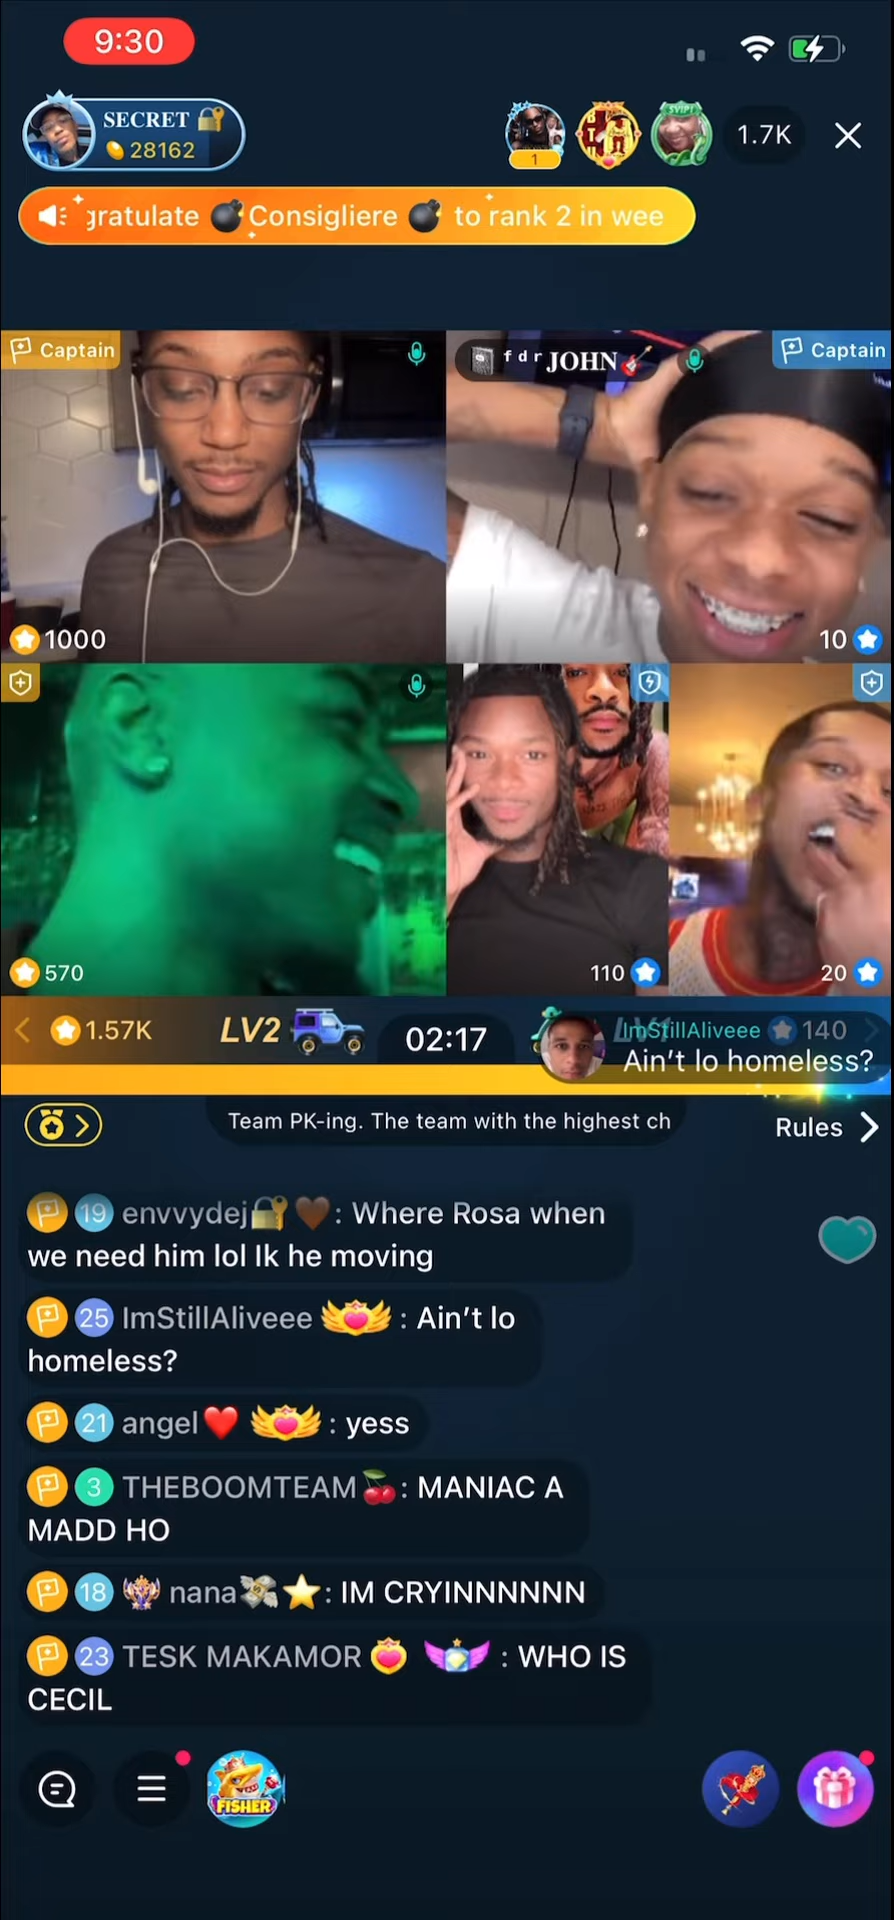 9:30
SECRET 🔐
28162
1
SVIP1
1.7K
gratulate 💣Consigliere 💣 to rank 2 in wee
Captain
f d r JOHN🎸
Captain
1000
10
570
110
20
1.57K
LV2
02:17
LV1
ImStillAliveee
140
Ain't lo homeless?
Team PK-ing. The team with the highest ch
Rules
19 envvydej🔐🤎: Where Rosa when
we need him lol Ik he moving
25 ImStillAliveee : Ain't lo
homeless?
21 angel❤️ : yess
3 THEBOOMTEAM🍒: MANIAC A
MADD HO
18 nana💸⭐: IM CRYINNNNNN
23 TESK MAKAMOR : WHO IS
CECIL
FISHER